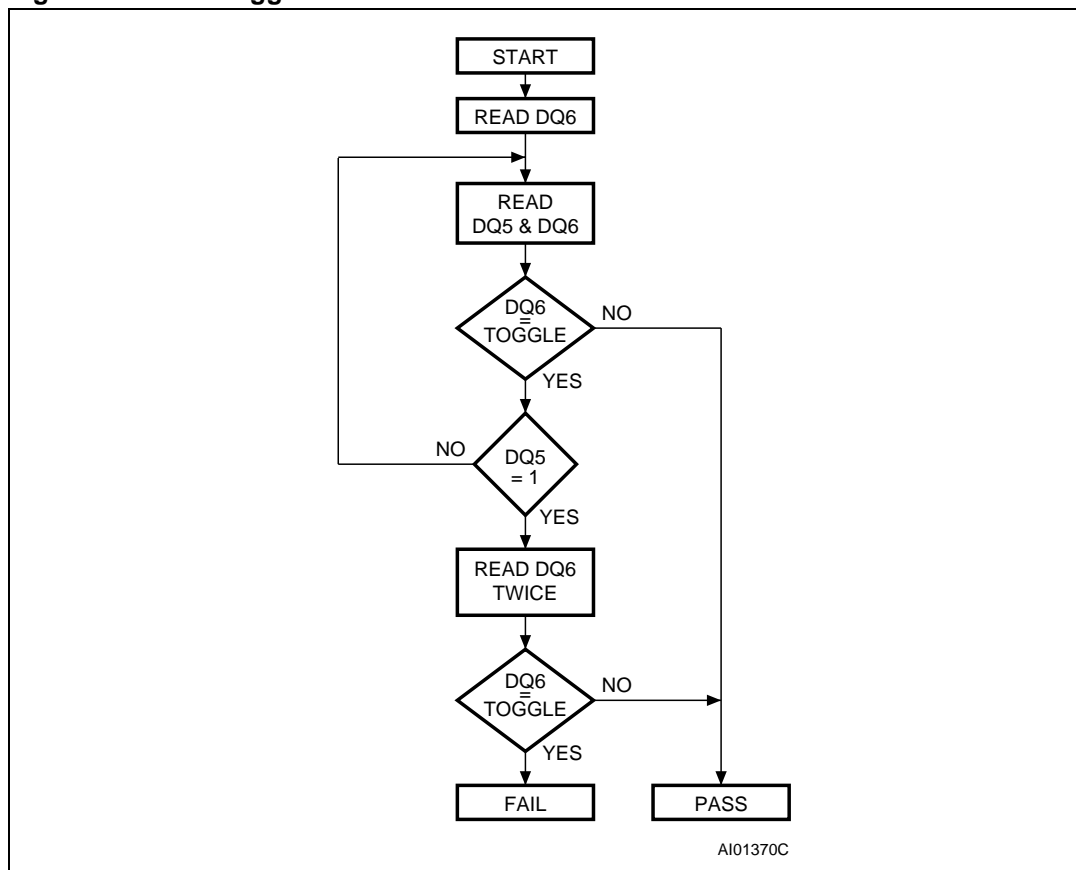 START
READ DQ6
READ
DQ5 & DQ6
DQ6
=
TOGGLE
NO
YES
NO
DQ5
= 1
YES
READ DQ6
TWICE
DQ6
=
TOGGLE
NO
YES
FAIL
PASS
AI01370C